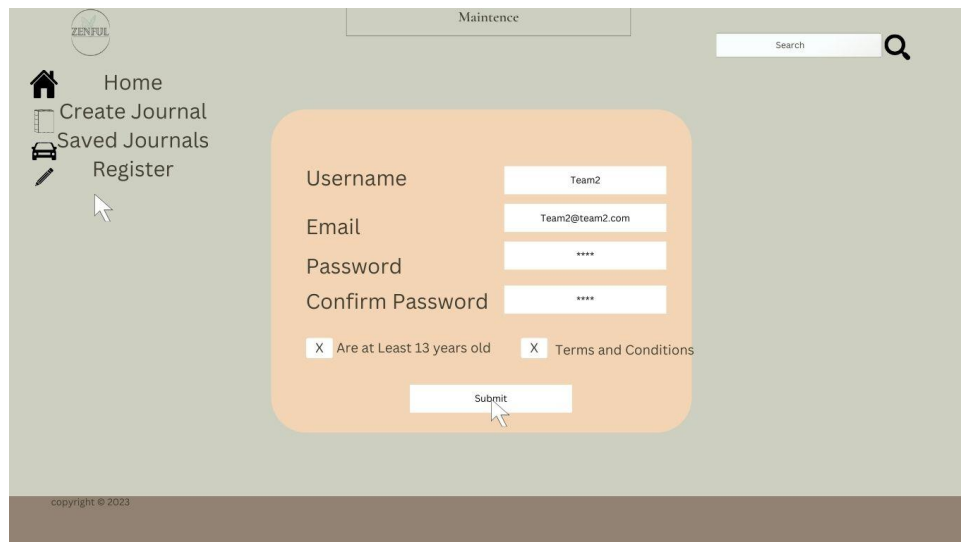 ZENFUL
Maintence
Search
Home
Create Journal
Saved Journals
Register
Username
Team2
Email
Team2@team2.com
Password
****
Confirm Password
****
X Are at Least 13 years old
X Terms and Conditions
Submit
copyright © 2023